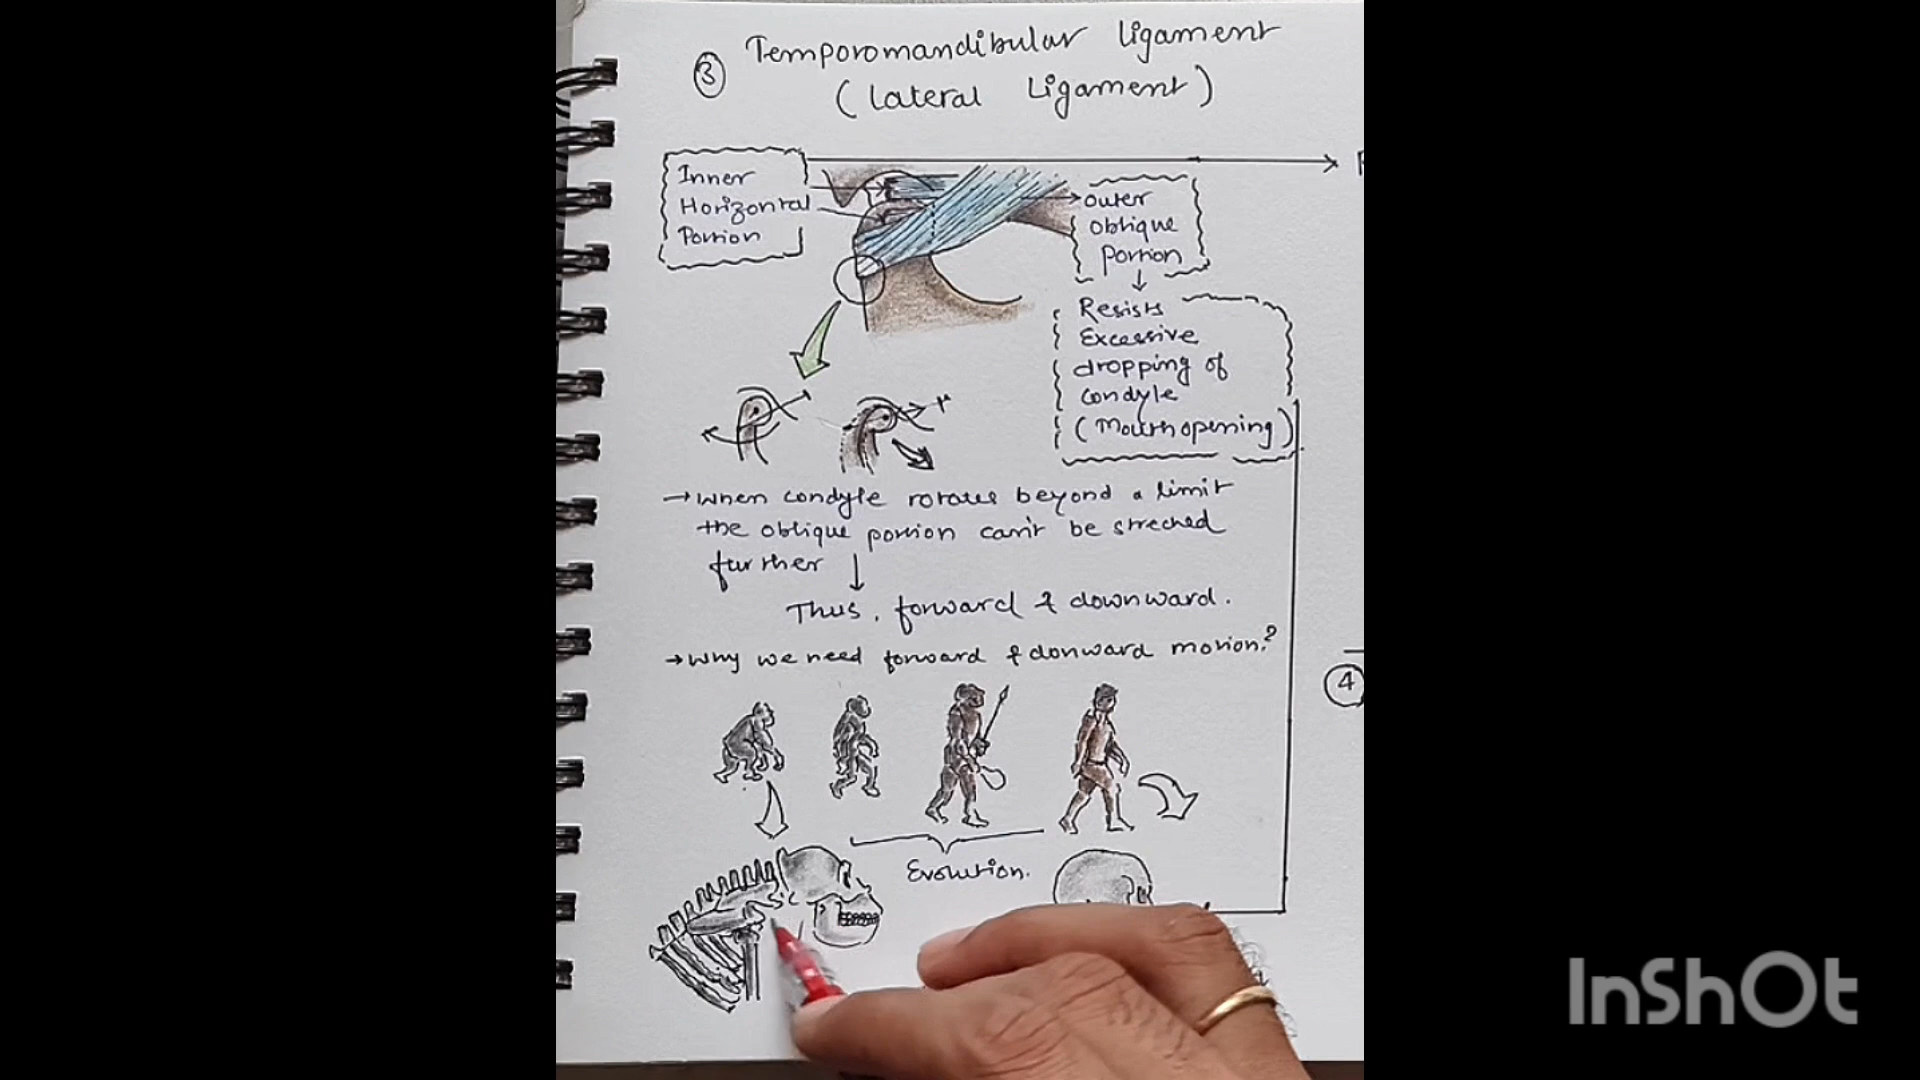 3
Temporomandibular ligament
(Lateral Ligament)
Inner
Horizontal
Portion
outer
oblique
portion
Resists
Excessive
dropping of
condyle
(Mouth opening)
→ when condyle rotates beyond a limit
the oblique portion can't be streched
further ↓
Thus, forward & downward.
→ Why we need forward & donward motion?
4
Evolution.
InShOt